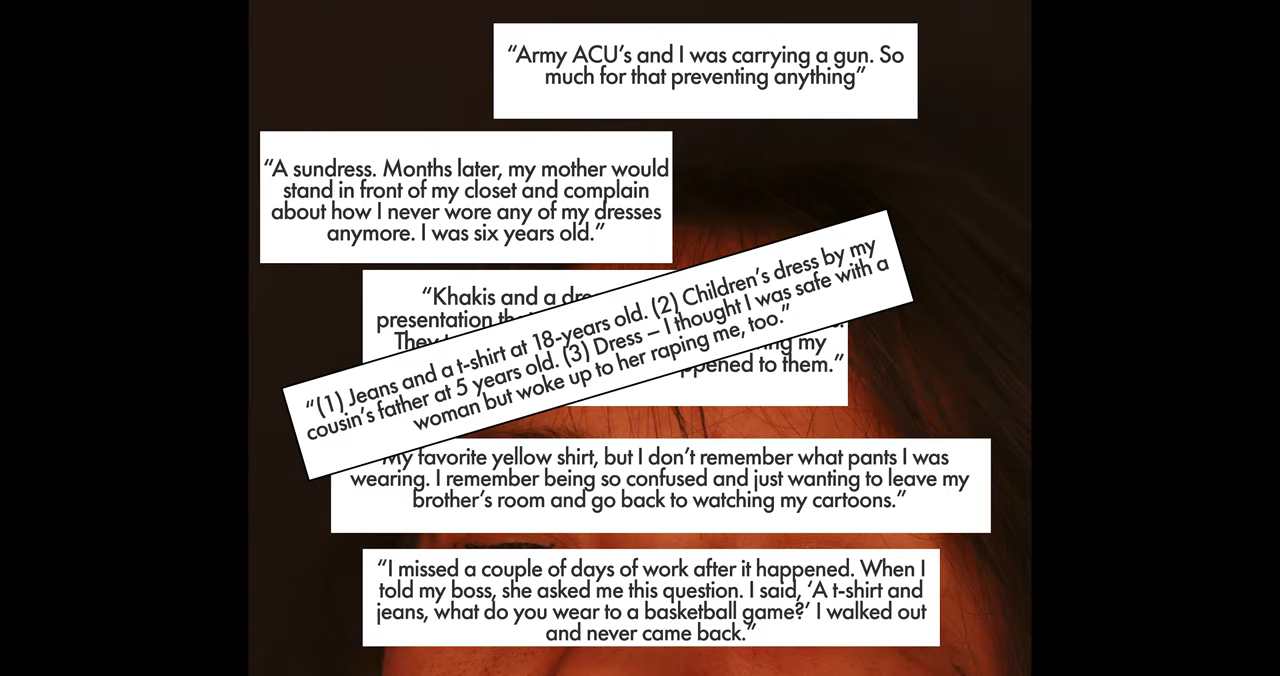 “Army ACU’s and I was carrying a gun. So
much for that preventing anything”
“A sundress. Months later, my mother would
stand in front of my closet and complain
about how I never wore any of my dresses
anymore. I was six years old.”
“Khakis and a
presentation
They
my
to them.”
“(1) Jeans and a t-shirt at 18-years old. (2) Children’s dress by my
cousin’s father at 5 years old. (3) Dress – I thought I was safe with a
woman but woke up to her raping me, too.”
My favorite yellow shirt, but I don’t remember what pants I was
wearing. I remember being so confused and just wanting to leave my
brother’s room and go back to watching my cartoons.”
“I missed a couple of days of work after it happened. When I
told my boss, she asked me this question. I said, ‘A t-shirt and
jeans, what do you wear to a basketball game?’ I walked out
and never came back.”